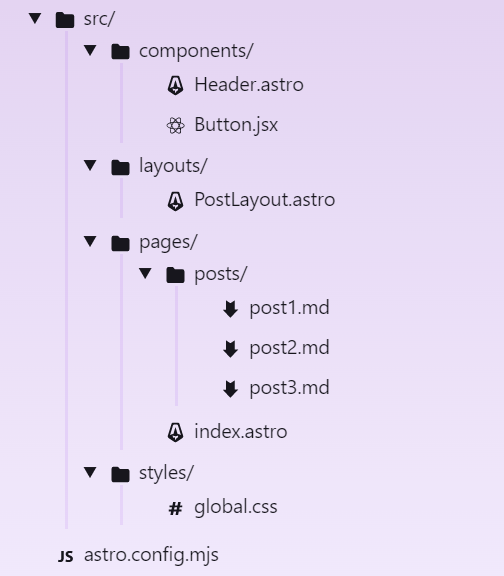 src/
components/
Header.astro
Button.jsx
layouts/
PostLayout.astro
pages/
posts/
post1.md
post2.md
post3.md
index.astro
styles/
# global.css
JS astro.config.mjs